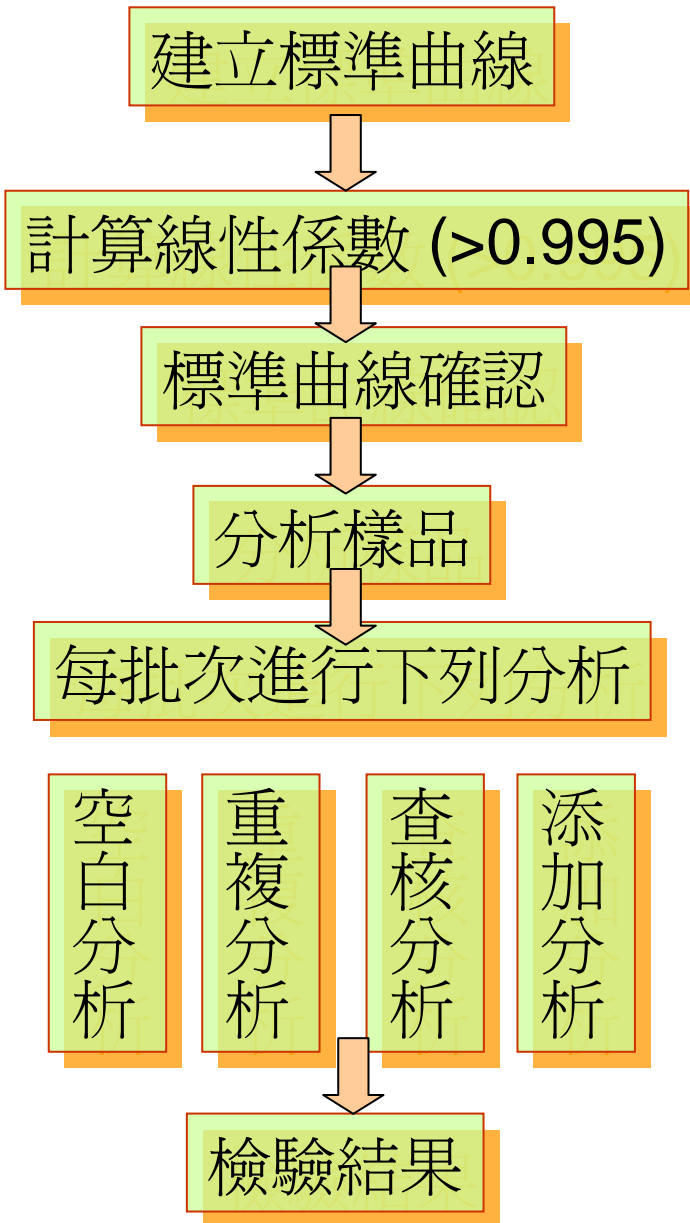 建立標準曲線
計算線性係數 (>0.995)
標準曲線確認
分析樣品
每批次進行下列分析
空白分析
重複分析
查核分析
添加分析
檢驗結果